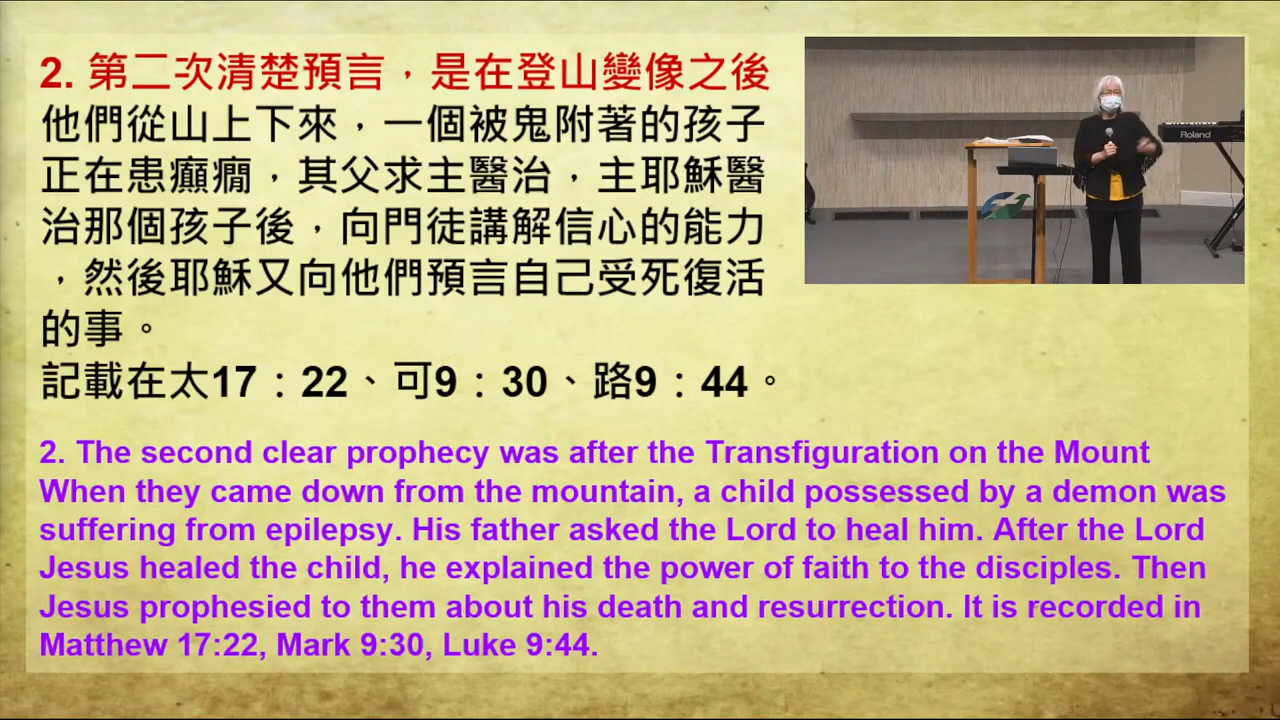 2. 第二次清楚預言，是在登山變像之後
他們從山上下來，一個被鬼附著的孩子
正在患癲癇，其父求主醫治，主耶穌醫
治那個孩子後，向門徒講解信心的能力
，然後耶穌又向他們預言自己受死復活
的事。
記載在太17：22、可9：30、路9：44。
Roland
2. The second clear prophecy was after the Transfiguration on the Mount
When they came down from the mountain, a child possessed by a demon was
suffering from epilepsy. His father asked the Lord to heal him. After the Lord
Jesus healed the child, he explained the power of faith to the disciples. Then
Jesus prophesied to them about his death and resurrection. It is recorded in
Matthew 17:22, Mark 9:30, Luke 9:44.